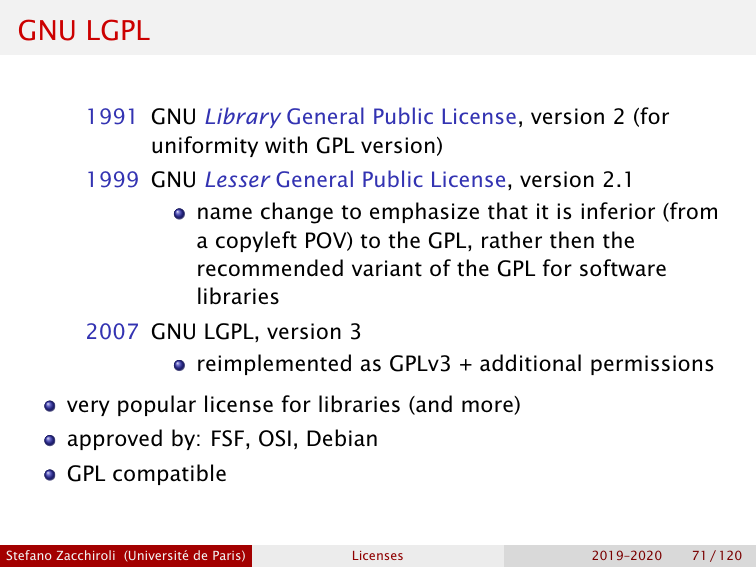 GNU LGPL
1991 GNU Library General Public License, version 2 (for
uniformity with GPL version)
1999 GNU Lesser General Public License, version 2.1
name change to emphasize that it is inferior (from
a copyleft POV) to the GPL, rather then the
recommended variant of the GPL for software
libraries
2007 GNU LGPL, version 3
reimplemented as GPLv3 + additional permissions
very popular license for libraries (and more)
approved by: FSF, OSI, Debian
GPL compatible
Stefano Zacchiroli (Université de Paris) Licenses 2019–2020 71 / 120